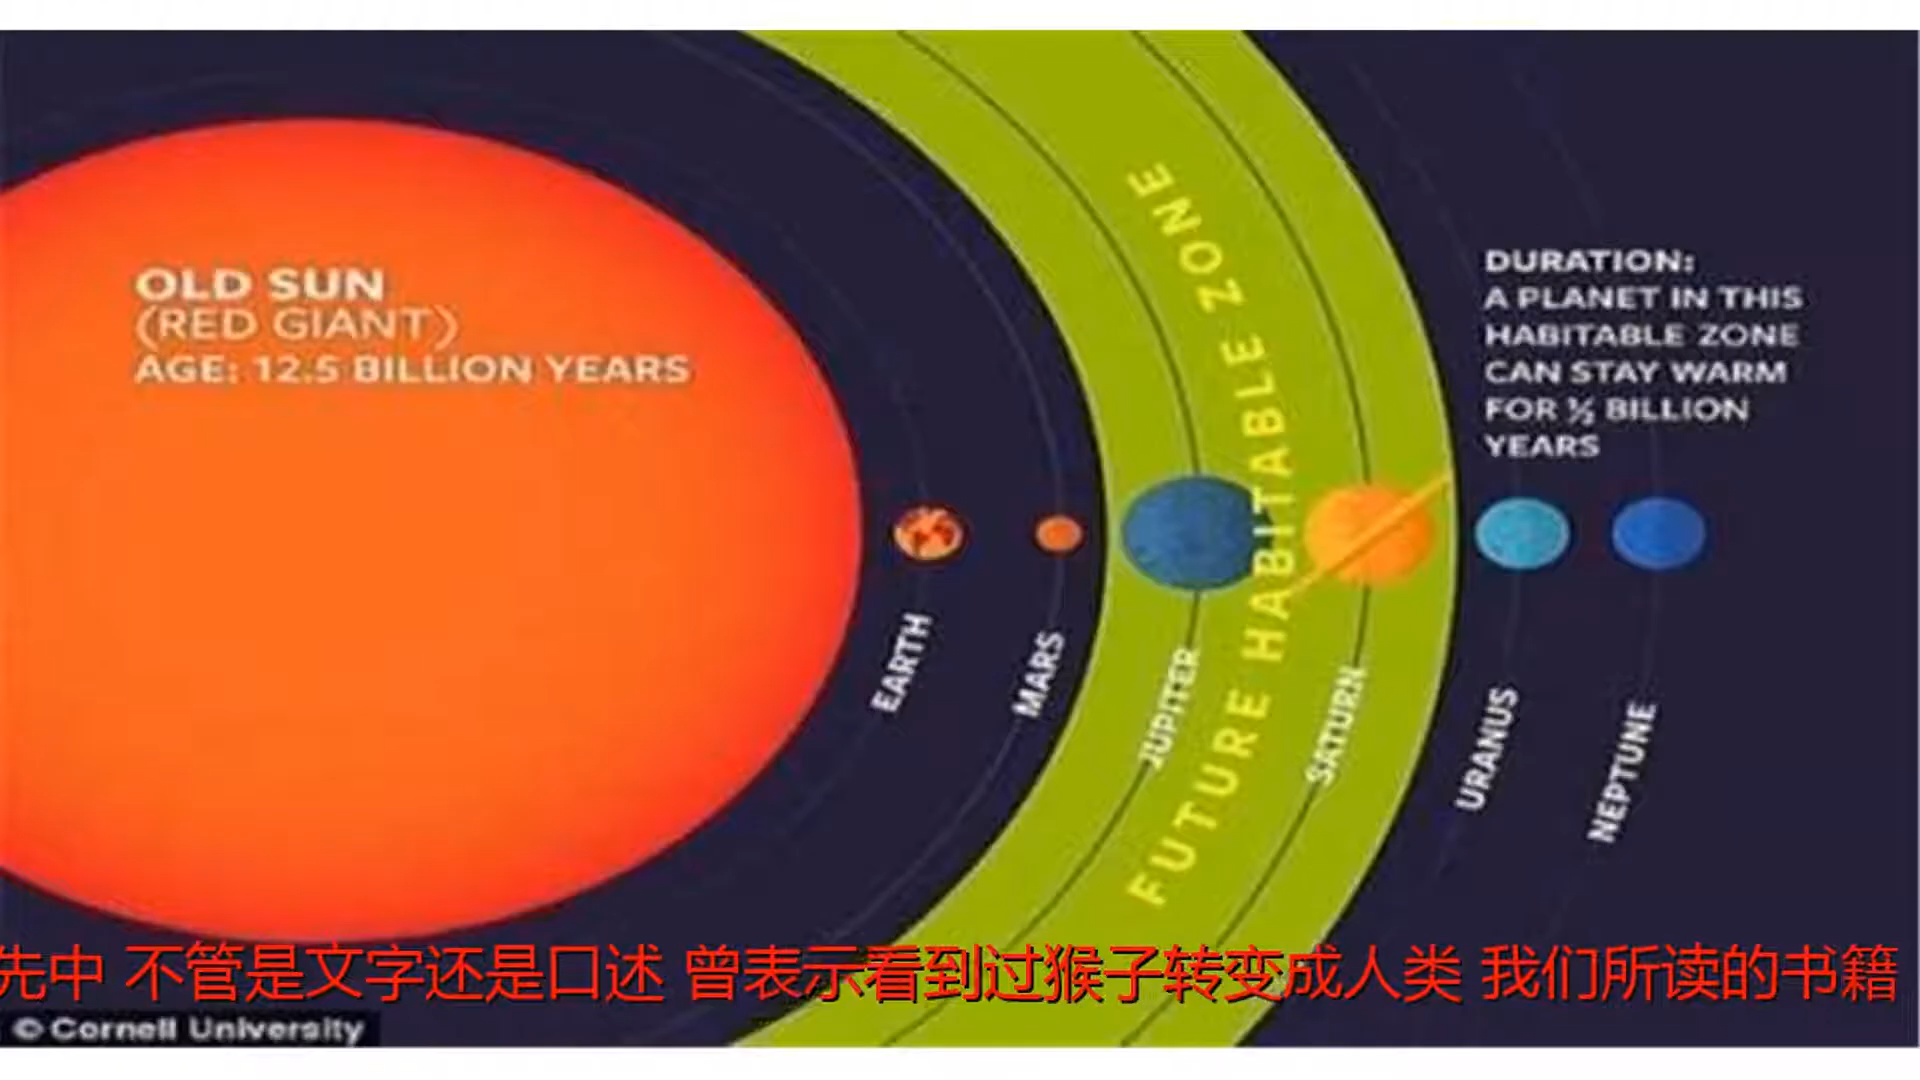 OLD SUN
(RED GIANT)
AGE: 12.5 BILLION YEARS
FUTURE HABITABLE ZONE
DURATION:
A PLANET IN THIS
HABITABLE ZONE
CAN STAY WARM
FOR ½ BILLION
YEARS
EARTH
MARS
JUPITER
SATURN
URANUS
NEPTUNE
先中 不管是文字还是口述 曾表示看到过猴子转变成人类 我们所读的书籍
© Cornell University